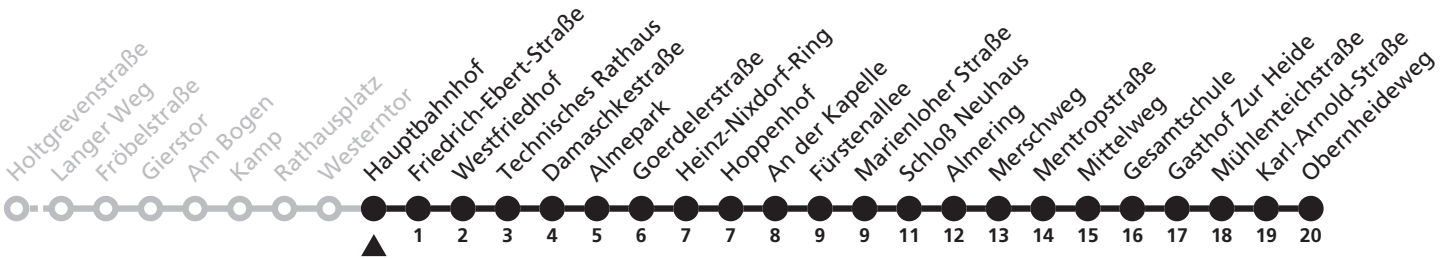 Holtgrevenstraße
Langer Weg
Fröbelstraße
Gierstor
Am Bogen
Kamp
Rathausplatz
Westerntor
Hauptbahnhof
Friedrich-Ebert-Straße
Westfriedhof
Technisches Rathaus
Damaschkestraße
Almepark
Goerdelerstraße
Heinz-Nixdorf-Ring
Hoppenhof
An der Kapelle
Fürstenallee
Marienloher Straße
Schloß Neuhaus
Almering
Merschweg
Mentropstraße
Mittelweg
Gesamtschule
Gasthof Zur Heide
Mühlenteichstraße
Karl-Arnold-Straße
Obernheideweg
1 2 3 4 5 6 7 7 8 9 9 11 12 13 14 15 16 17 18 19 20